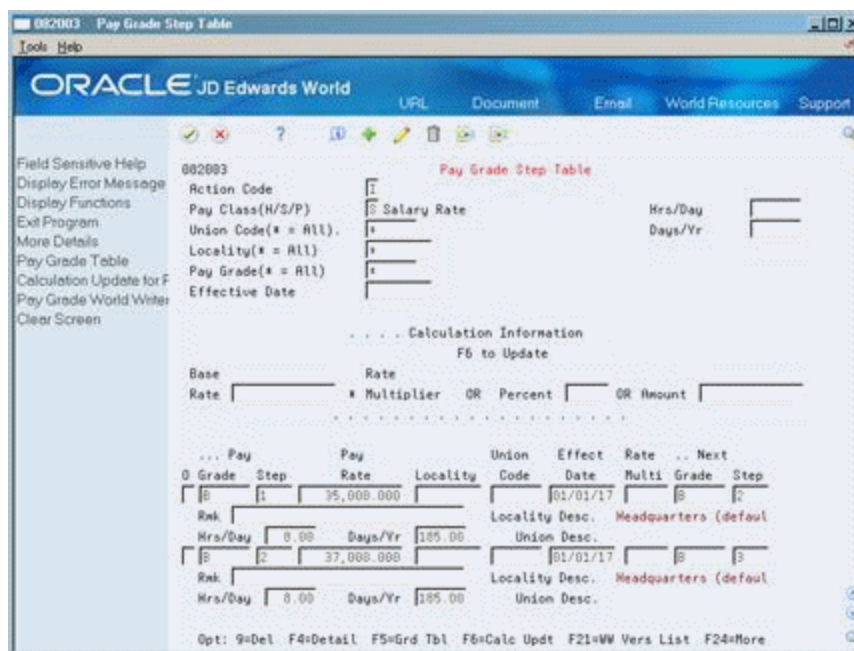 082003 Pay Grade Step Table
Tools Help
ORACLE JD Edwards World
URL Document Email World Resources Support
Field Sensitive Help
Display Error Message
Display Functions
Exit Program
More Details
Pay Grade Table
Calculation Update for P
Pay Grade World Writer
Clear Screen
082003 Pay Grade Step Table
Action Code I
Pay Class(H/S/P) S Salary Rate Hrs/Day
Union Code(* = All). * Days/Yr
Locality(* = All) *
Pay Grade(* = All) *
Effective Date
. . . . Calculation Information
F6 to Update
Base Rate
Rate * Multiplier OR Percent OR Amount
. . . . . . . . . . . . . . . . . . . . . .
... Pay Pay Union Effect Rate .. Next
O Grade Step Rate Locality Code Date Multi Grade Step
B 1 35,000.000 01/01/17 B 2
Rmk Locality Desc. Headquarters (defaul
Hrs/Day 8.00 Days/Yr 185.00 Union Desc.
B 2 37,000.000 01/01/17 B 3
Rmk Locality Desc. Headquarters (defaul
Hrs/Day 8.00 Days/Yr 185.00 Union Desc.
Opt: 9=Del F4=Detail F5=Grd Tbl F6=Calc Updt F21=WW Vers List F24=More